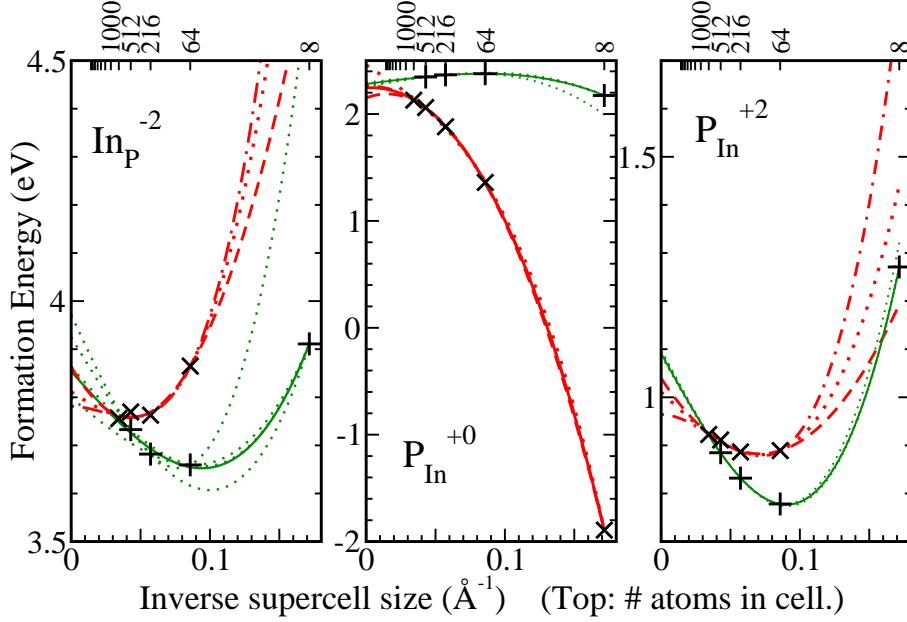 1000 512 216 64 8
1000 512 216 64 8
1000 512 216 64 8
Formation Energy (eV)
4.5
4
3.5
In_P^-2
0 0.1
2
1
0
-1
-2
P_In^+0
0 0.1
1.5
1
P_In^+2
0 0.1
Inverse supercell size (Å^-1) (Top: # atoms in cell.)